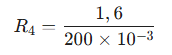 R₄ = 1, 6 / 200 × 10⁻³